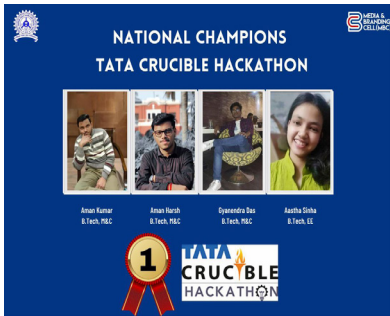 MEDIA &
BRANDING
CELL|MBC
NATIONAL CHAMPIONS
TATA CRUCIBLE HACKATHON
Aman Kumar
B.Tech, M&C
Aman Harsh
B.Tech, M&C
Gyanendra Das
B.Tech, M&C
Aastha Sinha
B.Tech, EE
1
TATA
CRUCIBLE
HACKATHON